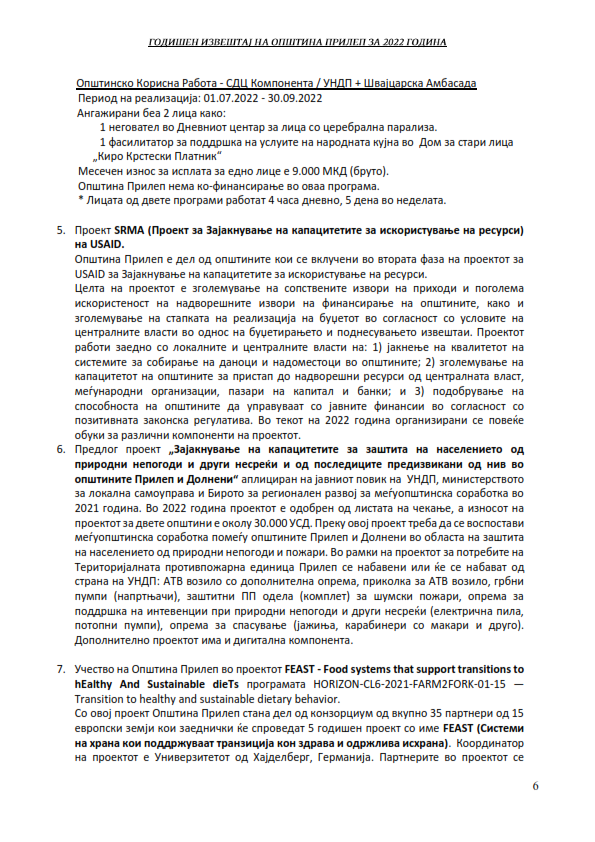 ГОДИШЕН ИЗВЕШТАЈ НА ОПШТИНА ПРИЛЕП ЗА 2022 ГОДИНА
Општинско Корисна Работа - СДЦ Компонента / УНДП + Швајцарска Амбасада
Период на реализација: 01.07.2022 - 30.09.2022
Ангажирани беа 2 лица како:
1 неговател во Дневниот центар за лица со церебрална парализа.
1 фасилитатор за поддршка на услуите на народната кујна во Дом за стари лица
„Киро Крстески Платник“
Месечен износ за исплата за едно лице е 9.000 МКД (бруто).
Општина Прилеп нема ко-финансирање во оваа програма.
* Лицата од двете програми работат 4 часа дневно, 5 дена во неделата.
5. Проект SRMA (Проект за Зајакнување на капацитетите за искористување на ресурси)
на USAID.
Општина Прилеп е дел од општините кои се вклучени во втората фаза на проектот за
USAID за Зајакнување на капацитетите за искористување на ресурси.
Целта на проектот е зголемување на сопствените извори на приходи и поголема
искористеност на надворешните извори на финансирање на општините, како и
зголемување на стапката на реализација на буџетот во согласност со условите на
централните власти во однос на буџетирањето и поднесувањето извештаи. Проектот
работи заедно со локалните и централните власти на: 1) јакнење на квалитетот на
системите за собирање на даноци и надоместоци во општините; 2) зголемување на
капацитетот на општините за пристап до надворешни ресурси од централната власт,
меѓународни организации, пазари на капитал и банки; и 3) подобрување на
способноста на општините да управуваат со јавните финансии во согласност со
позитивната законска регулатива. Во текот на 2022 година организирани се повеќе
обуки за различни компоненти на проектот.
6. Предлог проект „Зајакнување на капацитетите за заштита на населението од
природни непогоди и други несреќи и од последиците предизвикани од нив во
општините Прилеп и Долнени“ аплициран на јавниот повик на УНДП, министерството
за локална самоуправа и Бирото за регионален развој за меѓуопштинска соработка во
2021 година. Во 2022 година проектот е одобрен од листата на чекање, а износот на
проектот за двете општини е околу 30.000 УСД. Преку овој проект треба да се воспостави
меѓуопштинска соработка помеѓу општините Прилеп и Долнени во областа на заштита
на населението од природни непогоди и пожари. Во рамки на проектот за потребите на
Територијалната противпожарна единица Прилеп се набавени или ќе се набават од
страна на УНДП: АТВ возило со дополнителна опрема, приколка за АТВ возило, грбни
пумпи (напртњачи), заштитни ПП одела (комплет) за шумски пожари, опрема за
поддршка на интевенции при природни непогоди и други несреќи (електрична пила,
потопни пумпи), опрема за спасување (јажиња, карабинери со макари и друго).
Дополнително проектот има и дигитална компонента.
7. Учество на Општина Прилеп во проектот FEAST - Food systems that support transitions to
hEalthy And Sustainable dieTs програмата HORIZON-CL6-2021-FARM2FORK-01-15 —
Transition to healthy and sustainable dietary behavior.
Со овој проект Општина Прилеп стана дел од конзорциум од вкупно 35 партнери од 15
европски земји кои заеднички ќе спроведат 5 годишен проект со име FEAST (Системи
на храна кои поддржуваат транзиција кон здрава и одржлива исхрана). Координатор
на проектот е Универзитетот од Хајделберг, Германија. Партнерите во проектот се
6